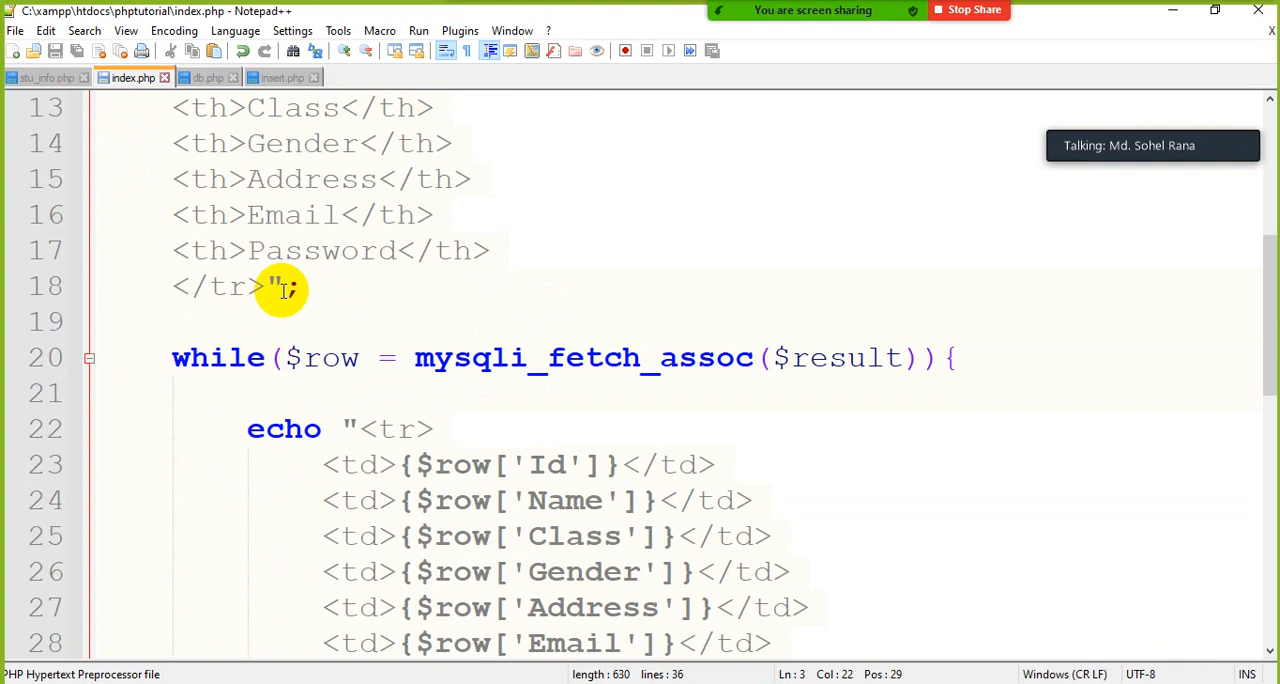 C:\xampp\htdocs\phptutorial\index.php - Notepad++
You are screen sharing
Stop Share
File Edit Search View Encoding Language Settings Tools Macro Run Plugins Window ?
X
stu_info.php index.php db.php insert.php
Talking: Md. Sohel Rana
13 <th>Class</th>
14 <th>Gender</th>
15 <th>Address</th>
16 <th>Email</th>
17 <th>Password</th>
18 </tr>";
19
20 while($row = mysqli_fetch_assoc($result)){
21
22 echo "<tr>
23 <td>{$row['Id']}</td>
24 <td>{$row['Name']}</td>
25 <td>{$row['Class']}</td>
26 <td>{$row['Gender']}</td>
27 <td>{$row['Address']}</td>
28 <td>{$row['Email']}</td>
PHP Hypertext Preprocessor file length : 630 lines : 36 Ln : 3 Col : 22 Pos : 29 Windows (CR LF) UTF-8 INS